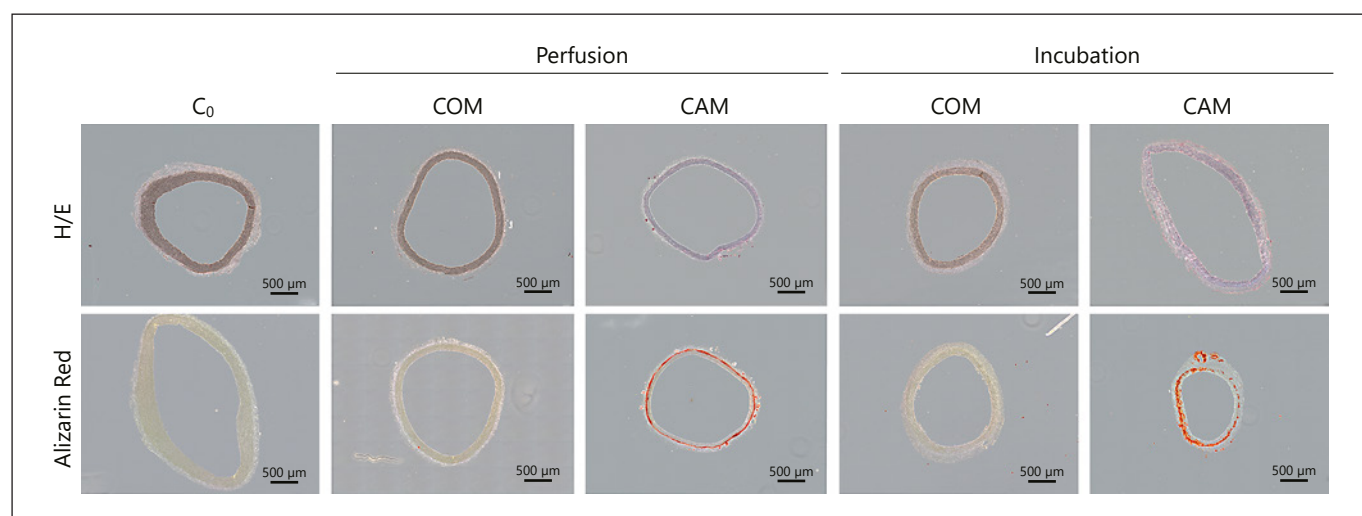 Perfusion Incubation
C₀ COM CAM COM CAM
H/E
500 µm 500 µm 500 µm 500 µm 500 µm
Alizarin Red
500 µm 500 µm 500 µm 500 µm 500 µm